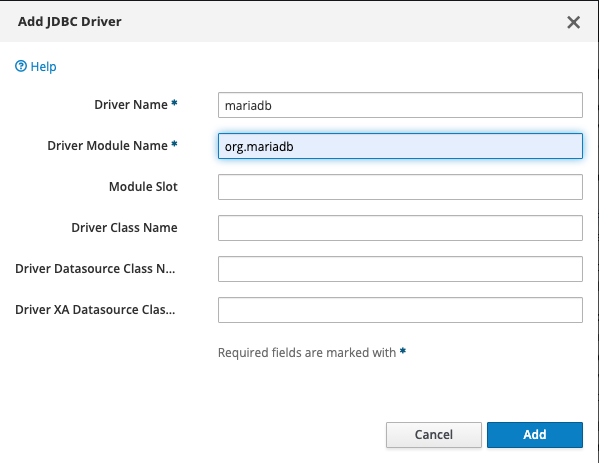 Add JDBC Driver
Help
Driver Name *
mariadb
Driver Module Name *
org.mariadb
Module Slot
Driver Class Name
Driver Datasource Class N...
Driver XA Datasource Clas...
Required fields are marked with *
Cancel
Add